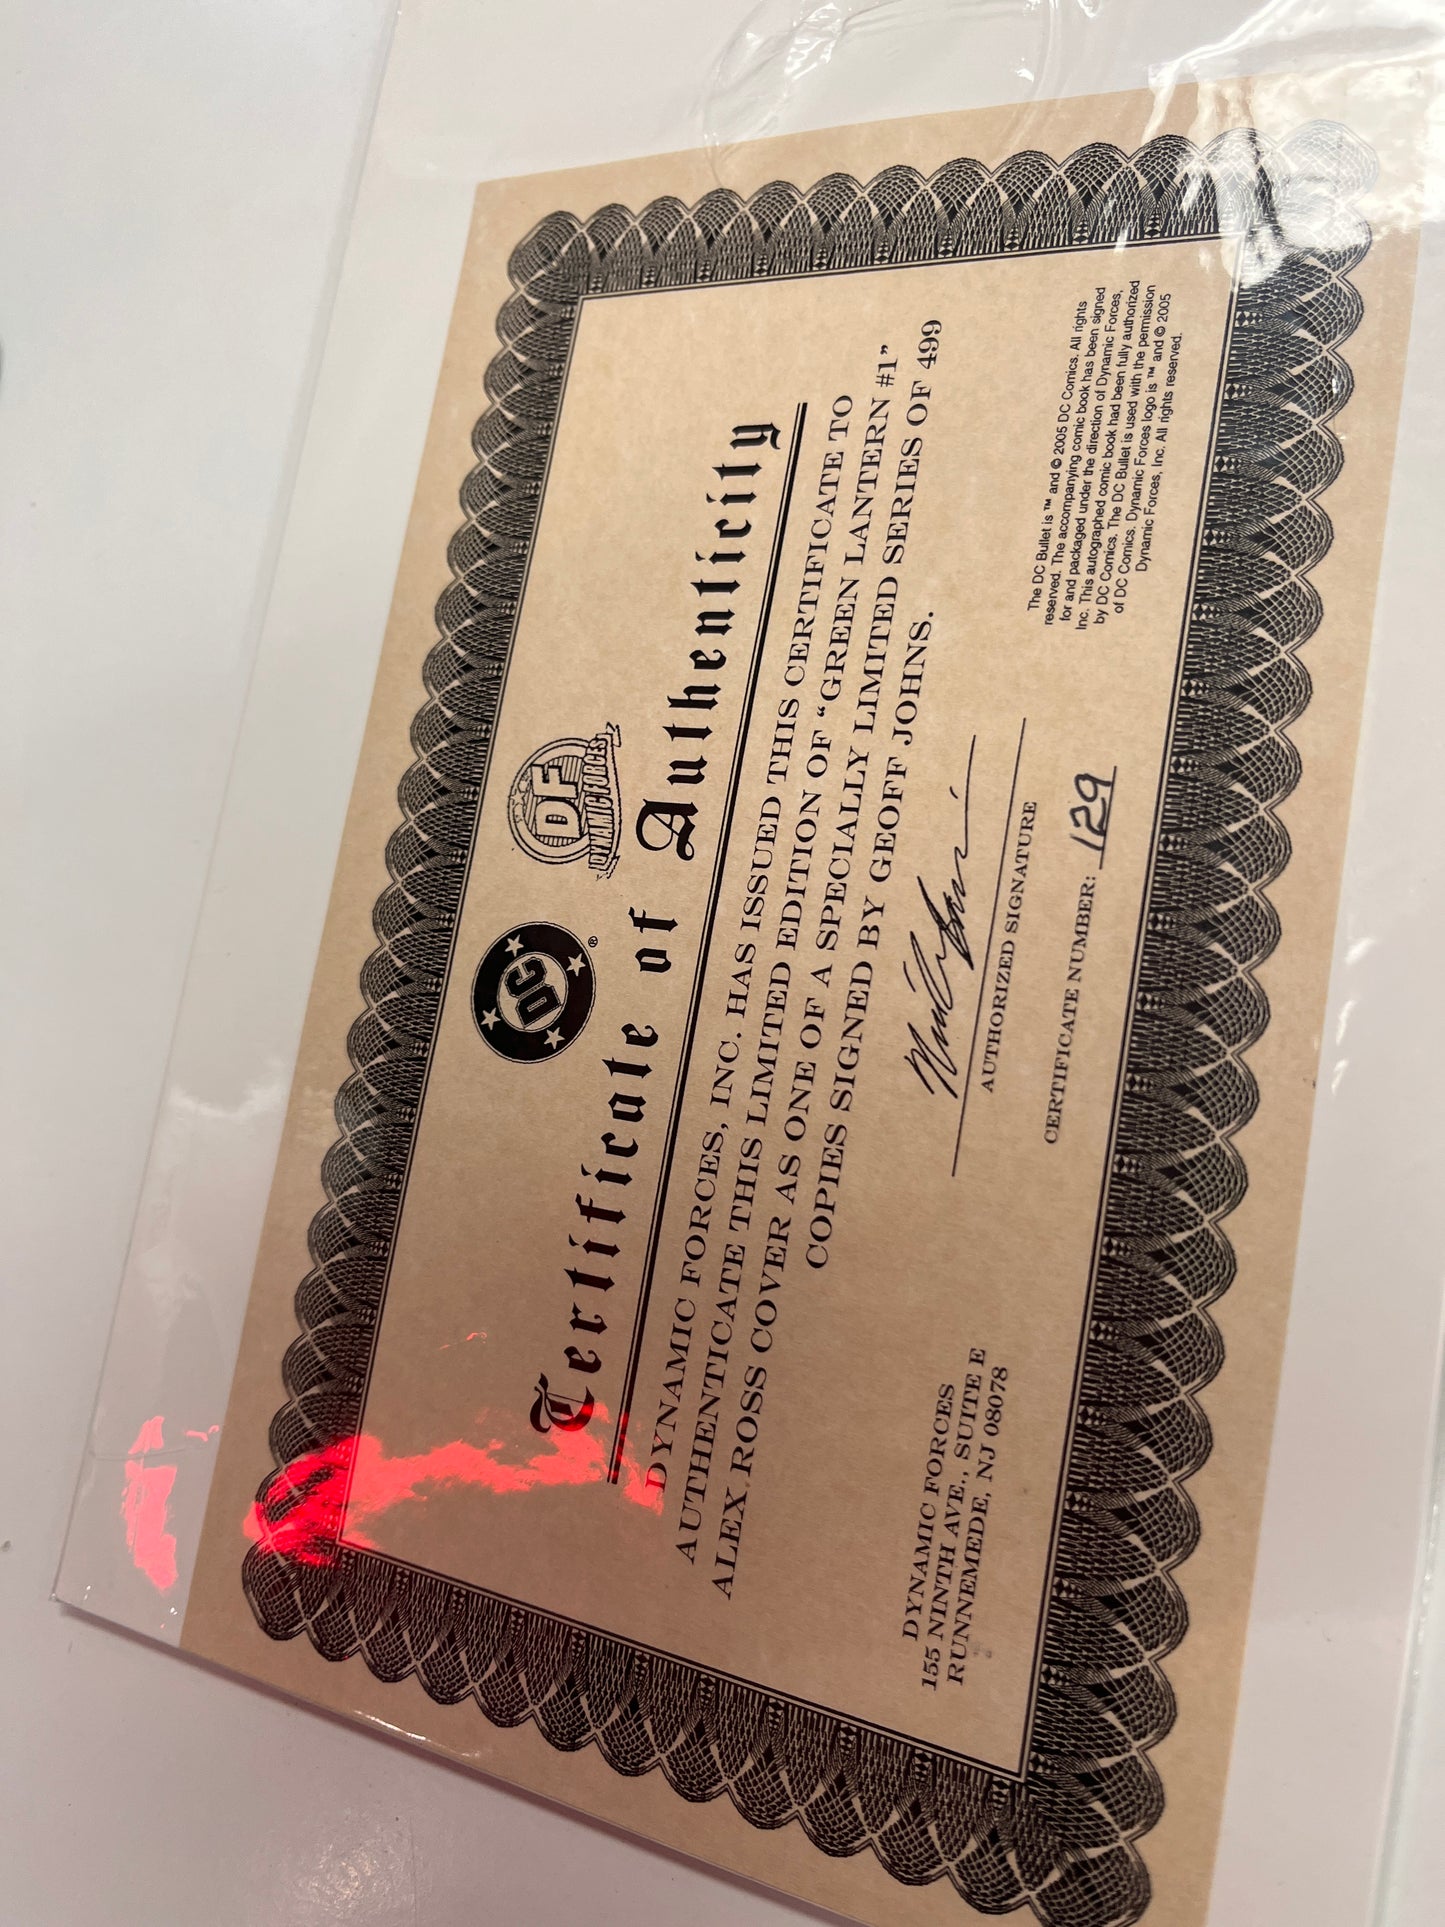 DC
®
DF
DYNAMIC FORCES
Certificate of Authenticity
DYNAMIC FORCES, INC. HAS ISSUED THIS CERTIFICATE TO
AUTHENTICATE THIS LIMITED EDITION OF “GREEN LANTERN #1”
ALEX ROSS COVER AS ONE OF A SPECIALLY LIMITED SERIES OF 499
COPIES SIGNED BY GEOFF JOHNS.
AUTHORIZED SIGNATURE
CERTIFICATE NUMBER: 129
DYNAMIC FORCES
155 NINTH AVE., SUITE E
RUNNEMEDE, NJ 08078
The DC Bullet is ™ and © 2005 DC Comics. All rights
reserved. The accompanying comic book has been signed
for and packaged under the direction of Dynamic Forces,
Inc. This autographed comic book had been fully authorized
by DC Comics. The DC Bullet is used with the permission
of DC Comics. Dynamic Forces logo is ™ and © 2005
Dynamic Forces, Inc. All rights reserved.